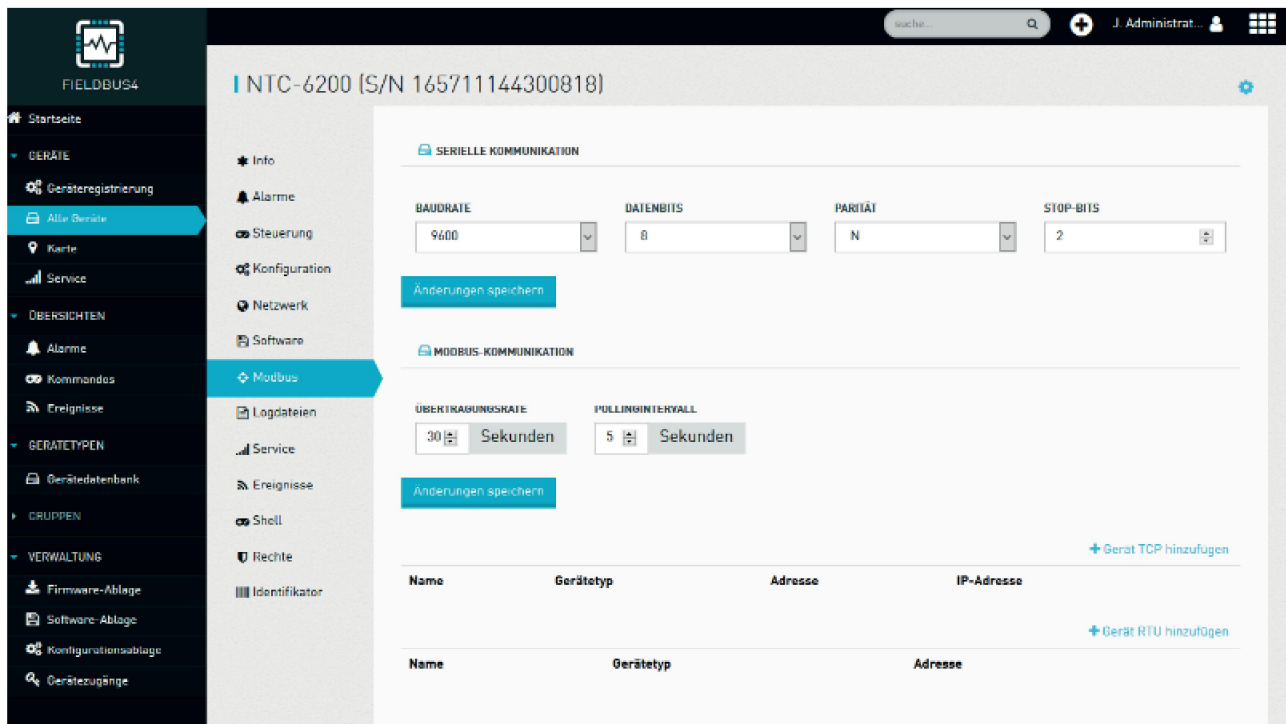 FIELDBUS4
suche...
J. Administrat...
NTC-6200 (S/N 165711144300818)
Startseite
GERÄTE
Geräteregistrierung
Alle Geräte
Karte
Service
ÜBERSICHTEN
Alarme
Kommandos
Ereignisse
GERÄTETYPEN
Gerätedatenbank
GRUPPEN
VERWALTUNG
Firmware-Ablage
Software-Ablage
Konfigurationsablage
Gerätezugänge
Info
Alarme
Steuerung
Konfiguration
Netzwerk
Software
Modbus
Logdateien
Service
Ereignisse
Shell
Rechte
Identifikator
SERIELLE KOMMUNIKATION
BAUDRATE DATENBITS PARITÄT STOP-BITS
9600 8 N 2
Änderungen speichern
MODBUS-KOMMUNIKATION
ÜBERTRAGUNGSRATE POLLINGINTERVALL
30 Sekunden 5 Sekunden
Änderungen speichern
Gerät TCP hinzufügen
Name Gerätetyp Adresse IP-Adresse
Gerät RTU hinzufügen
Name Gerätetyp Adresse